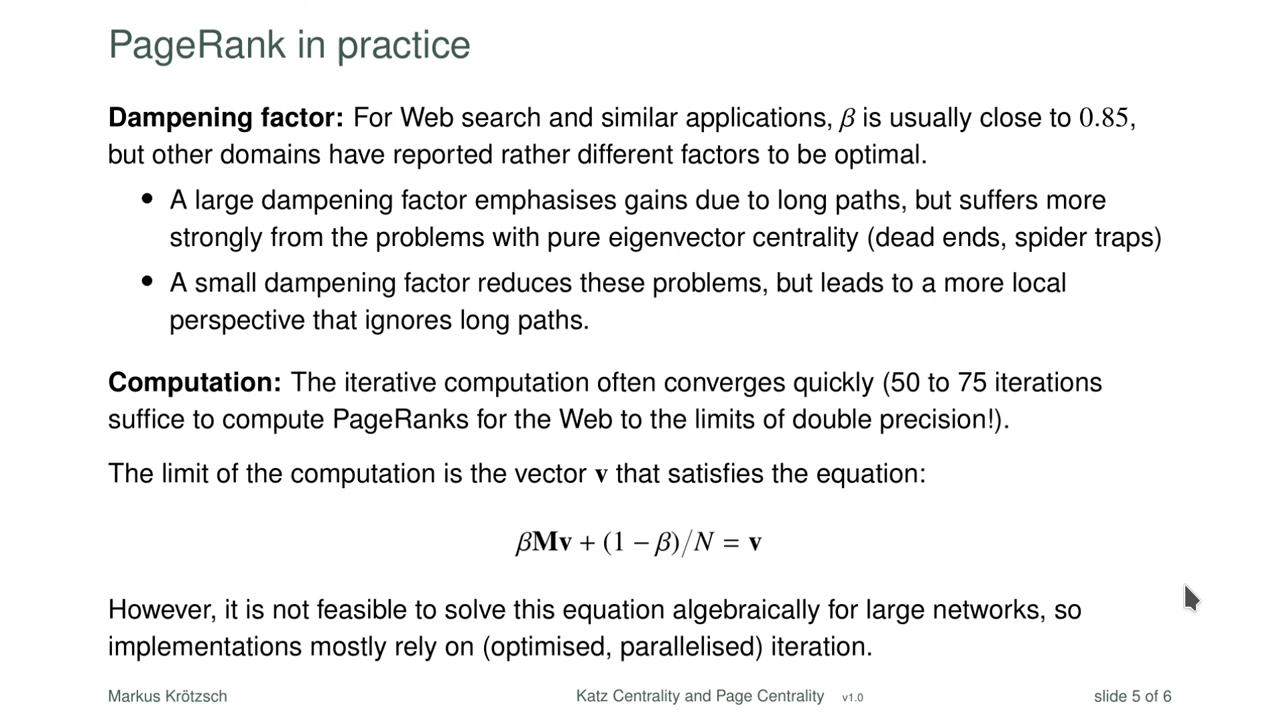 PageRank in practice
Dampening factor: For Web search and similar applications, β is usually close to 0.85,
but other domains have reported rather different factors to be optimal.
• A large dampening factor emphasises gains due to long paths, but suffers more
strongly from the problems with pure eigenvector centrality (dead ends, spider traps)
• A small dampening factor reduces these problems, but leads to a more local
perspective that ignores long paths.
Computation: The iterative computation often converges quickly (50 to 75 iterations
suffice to compute PageRanks for the Web to the limits of double precision!).
The limit of the computation is the vector v that satisfies the equation:
βMv + (1 − β)/N = v
However, it is not feasible to solve this equation algebraically for large networks, so
implementations mostly rely on (optimised, parallelised) iteration.
Markus Krötzsch Katz Centrality and Page Centrality v1.0 slide 5 of 6